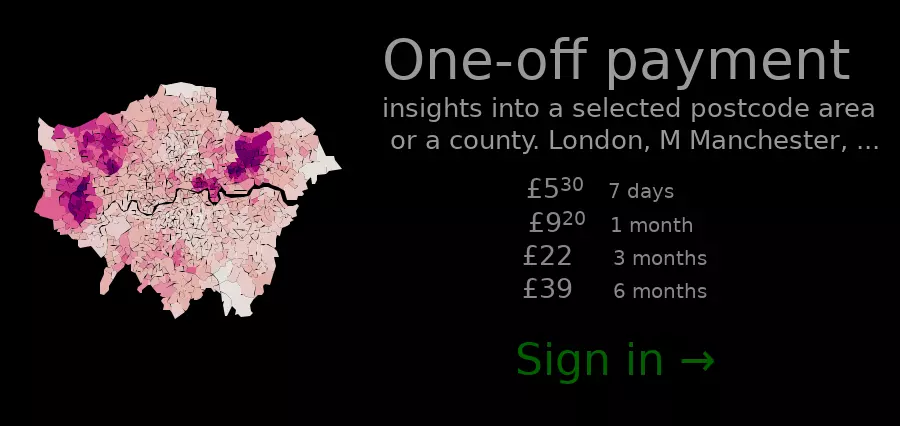 One-off payment
insights into a selected postcode area
or a county. London, M Manchester, ...
£5³⁰ 7 days
£9²⁰ 1 month
£22 3 months
£39 6 months
Sign in →